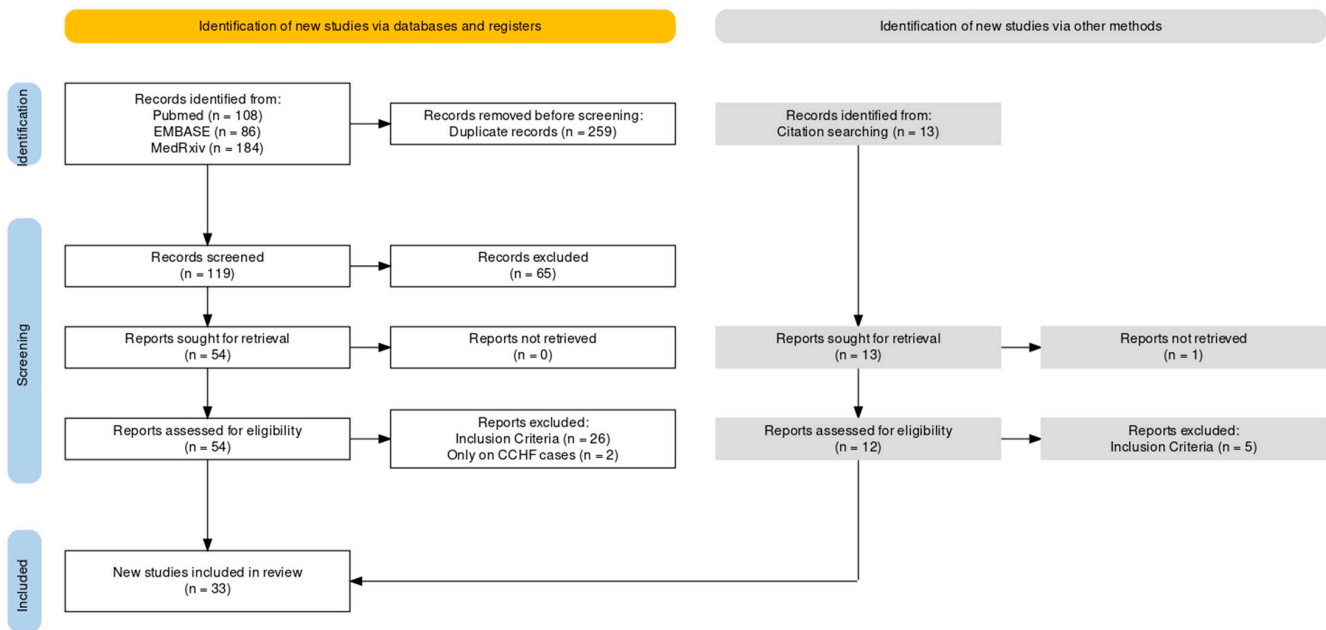 Identification of new studies via databases and registers
Identification of new studies via other methods
Identification
Records identified from:
Pubmed (n = 108)
EMBASE (n = 86)
MedRxiv (n = 184)
Records removed before screening:
Duplicate records (n = 259)
Records identified from:
Citation searching (n = 13)
Screening
Records screened
(n = 119)
Records excluded
(n = 65)
Reports sought for retrieval
(n = 54)
Reports not retrieved
(n = 0)
Reports sought for retrieval
(n = 13)
Reports not retrieved
(n = 1)
Reports assessed for eligibility
(n = 54)
Reports excluded:
Inclusion Criteria (n = 26)
Only on CCHF cases (n = 2)
Reports assessed for eligibility
(n = 12)
Reports excluded:
Inclusion Criteria (n = 5)
Included
New studies included in review
(n = 33)